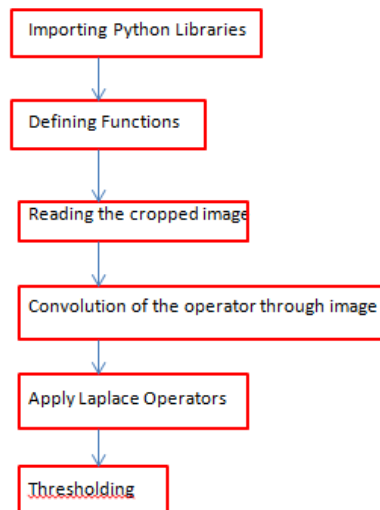 Importing Python Libraries
Defining Functions
Reading the cropped image
Convolution of the operator through image
Apply Laplace Operators
Thresholding